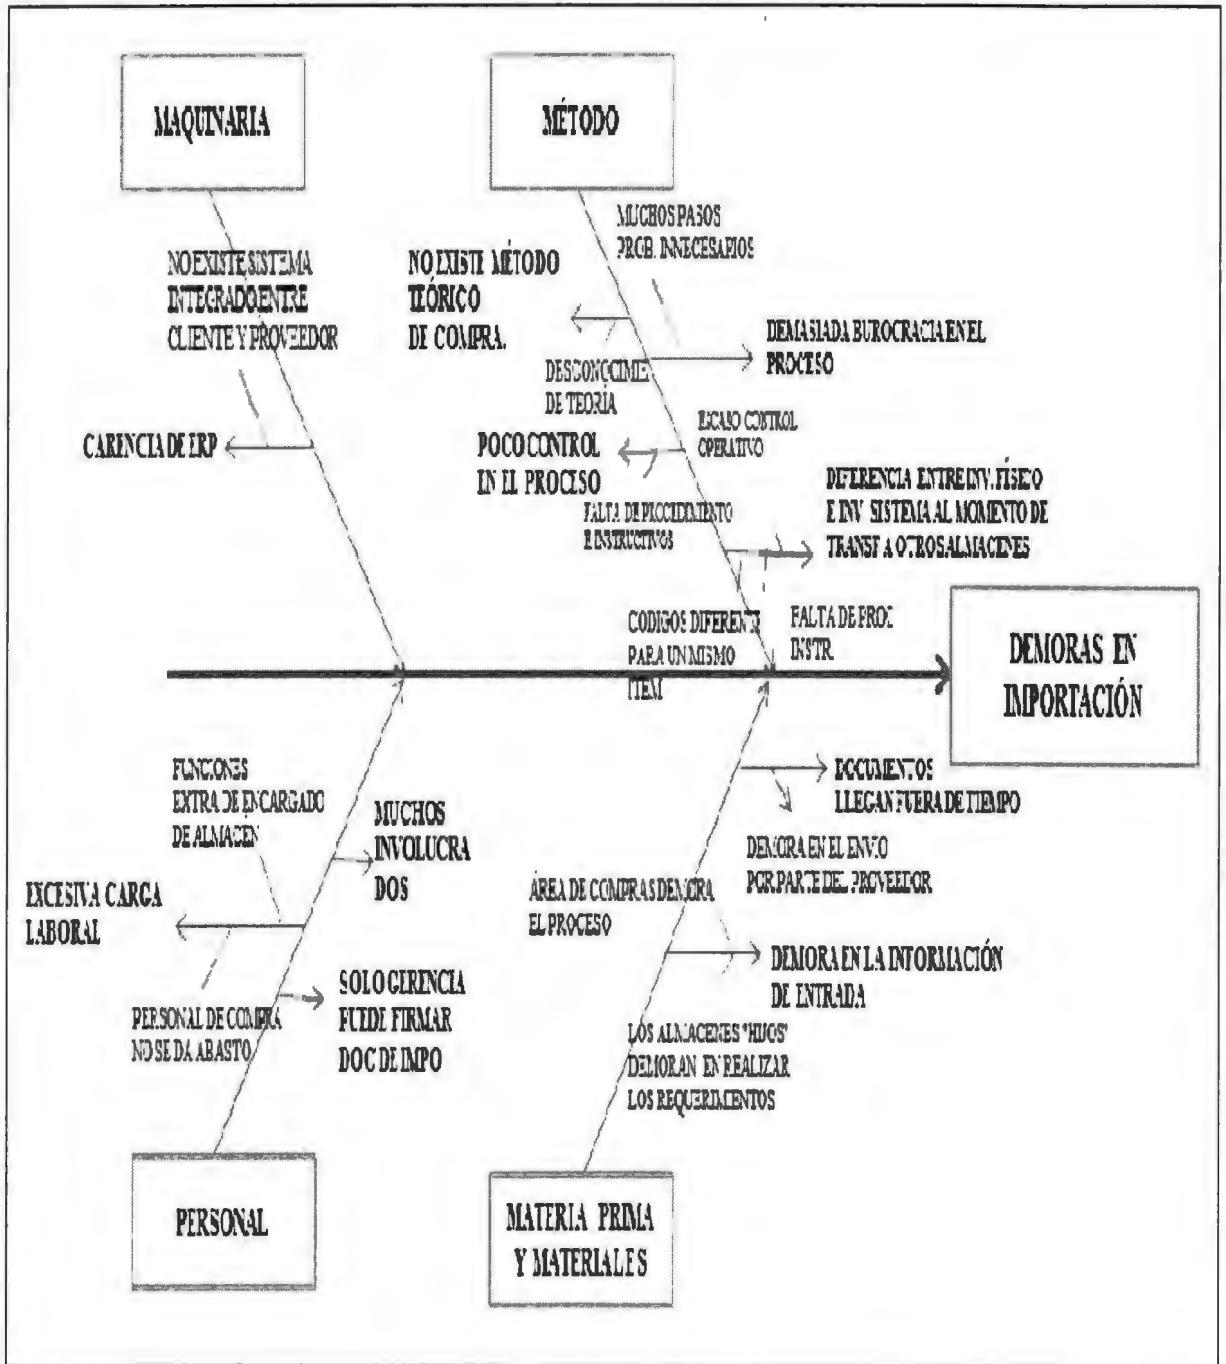 MAQUINARIA
MÉTODO
MUCHOS PASOS
PROB. INNECESARIOS
NO EXISTE SISTEMA
INTEGRADO ENTRE
CLIENTE Y PROVEEDOR
NO EXISTE MÉTODO
TEÓRICO
DE COMPRA.
DEMASIADA BUROCRACIA EN EL
PROCESO
DESCONOCIMIE
DE TEORÍA
CARENCIA DE ERP
POCO CONTROL
EN EL PROCESO
ESCASO CONTROL
OPERATIVO
DIFERENCIA ENTRE INV. FÍSICO
E INV SISTEMA AL MOMENTO DE
TRANSF A OTROS ALMACENES
FALTA DE PROCEDIMIENTO
E INSTRUCTIVOS
CODIGOS DIFERENTE
PARA UN MISMO
ITEM
FALTA DE PROC
INSTR.
DEMORAS EN
IMPORTACIÓN
FUNCIONES
EXTRA DE ENCARGADO
DE ALMACÉN
MUCHOS
INVOLUCRA
DOS
DOCUMENTOS
LLEGAN FUERA DE TIEMPO
DEMORA EN EL ENVIO
POR PARTE DEL PROVEEDOR
EXCESIVA CARGA
LABORAL
ÁREA DE COMPRAS DEMORA
EL PROCESO
DEMORA EN LA INFORMACIÓN
DE ENTRADA
SOLO GERENCIA
PUEDE FIRMAR
DOC DE IMPO
PERSONAL DE COMPRA
NO SE DA ABASTO
LOS ALMACENES "HIJOS"
DEMORAN EN REALIZAR
LOS REQUERIMIENTOS
PERSONAL
MATERIA PRIMA
Y MATERIALES